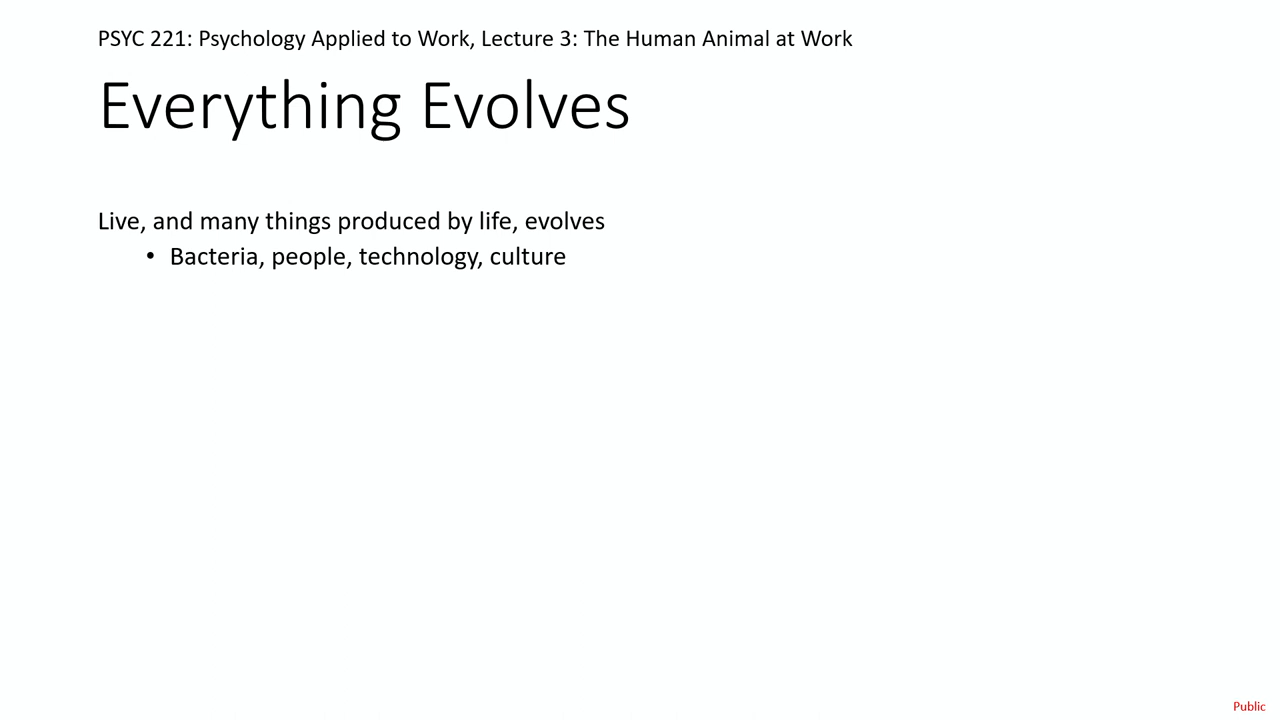 PSYC 221: Psychology Applied to Work, Lecture 3: The Human Animal at Work
Everything Evolves
Live, and many things produced by life, evolves
• Bacteria, people, technology, culture
Public